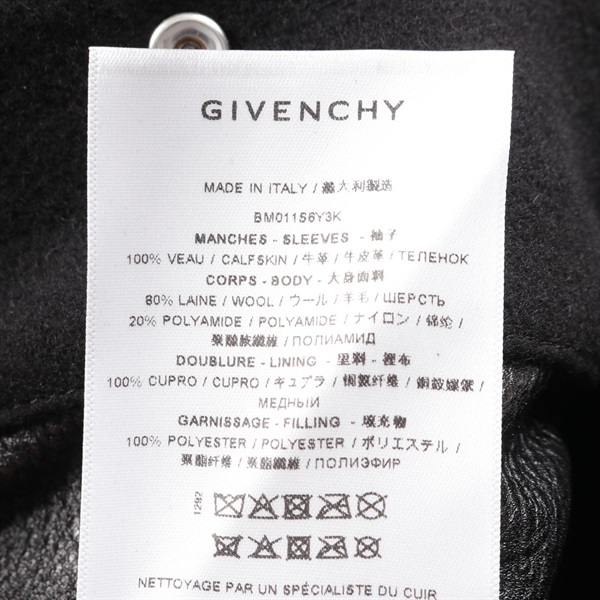 GIVENCHY
MADE IN ITALY / 義大利製造
BM01156Y3K
MANCHES - SLEEVES - 袖子
100% VEAU / CALFSKIN / 牛革 / 牛皮革 / ТЕЛЕНОК
CORPS - BODY - 大身面料
80% LAINE / WOOL / ウール / 羊毛 / ШЕРСТЬ
20% POLYAMIDE / POLYAMIDE / ナイロン / 锦纶 /
聚醯胺纖維 / ПОЛИАМИД
DOUBLURE - LINING - 里料 - 裡布
100% CUPRO / CUPRO / キュプラ / 铜氨纤维 / 銅氨嫘縈 /
МЕДНЫЙ
GARNISSAGE - FILLING - 填充物
100% POLYESTER / POLYESTER / ポリエステル /
聚酯纤维 / 聚酯纖維 / ПОЛИЭФИР
1292
NETTOYAGE PAR UN SPÉCIALISTE DU CUIR